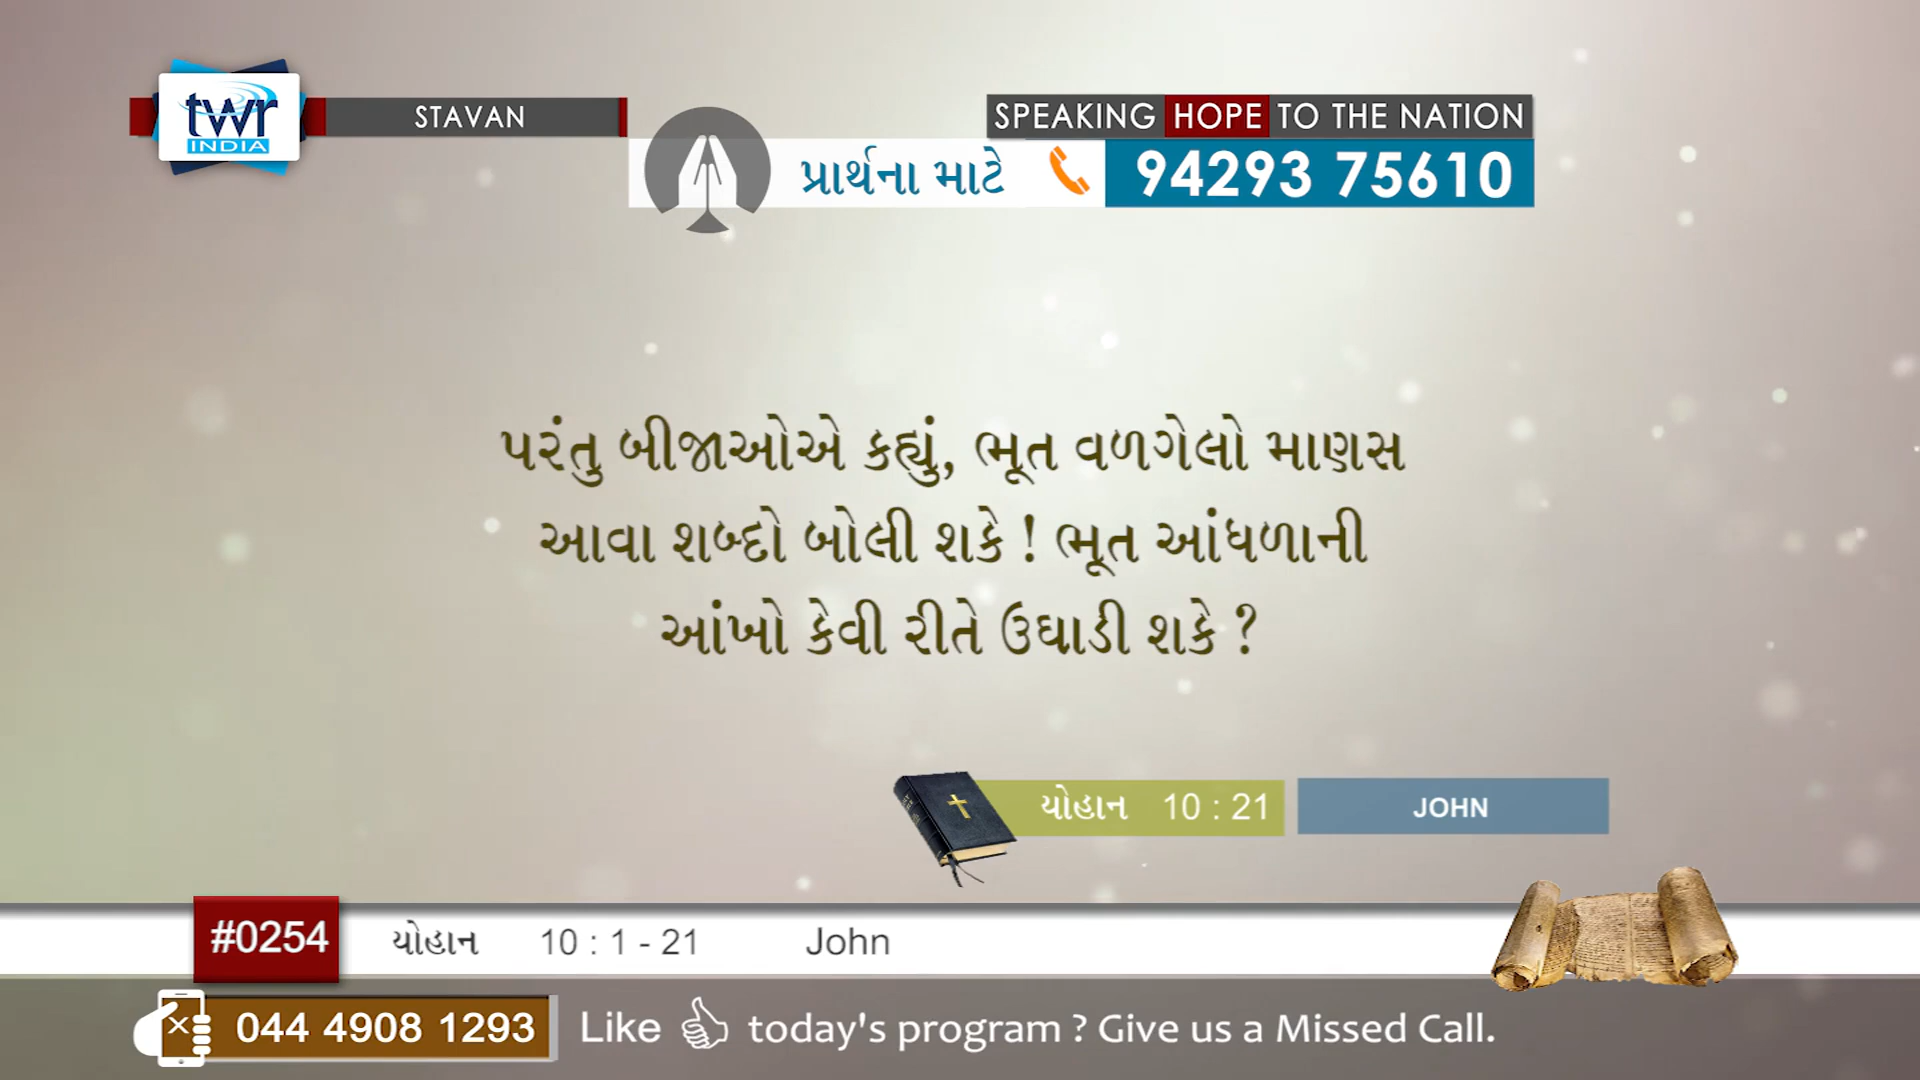 twr
INDIA
STAVAN
SPEAKING HOPE TO THE NATION
પ્રાર્થના માટે 94293 75610
પરંતુ બીજાઓએ કહ્યું, ભૂત વળગેલો માણસ
આવા શબ્દો બોલી શકે ! ભૂત આંધળાની
આંખો કેવી રીતે ઉઘાડી શકે ?
યોહાન 10 : 21 JOHN
#0254 યોહાન 10 : 1 - 21 John
044 4908 1293 Like today's program ? Give us a Missed Call.